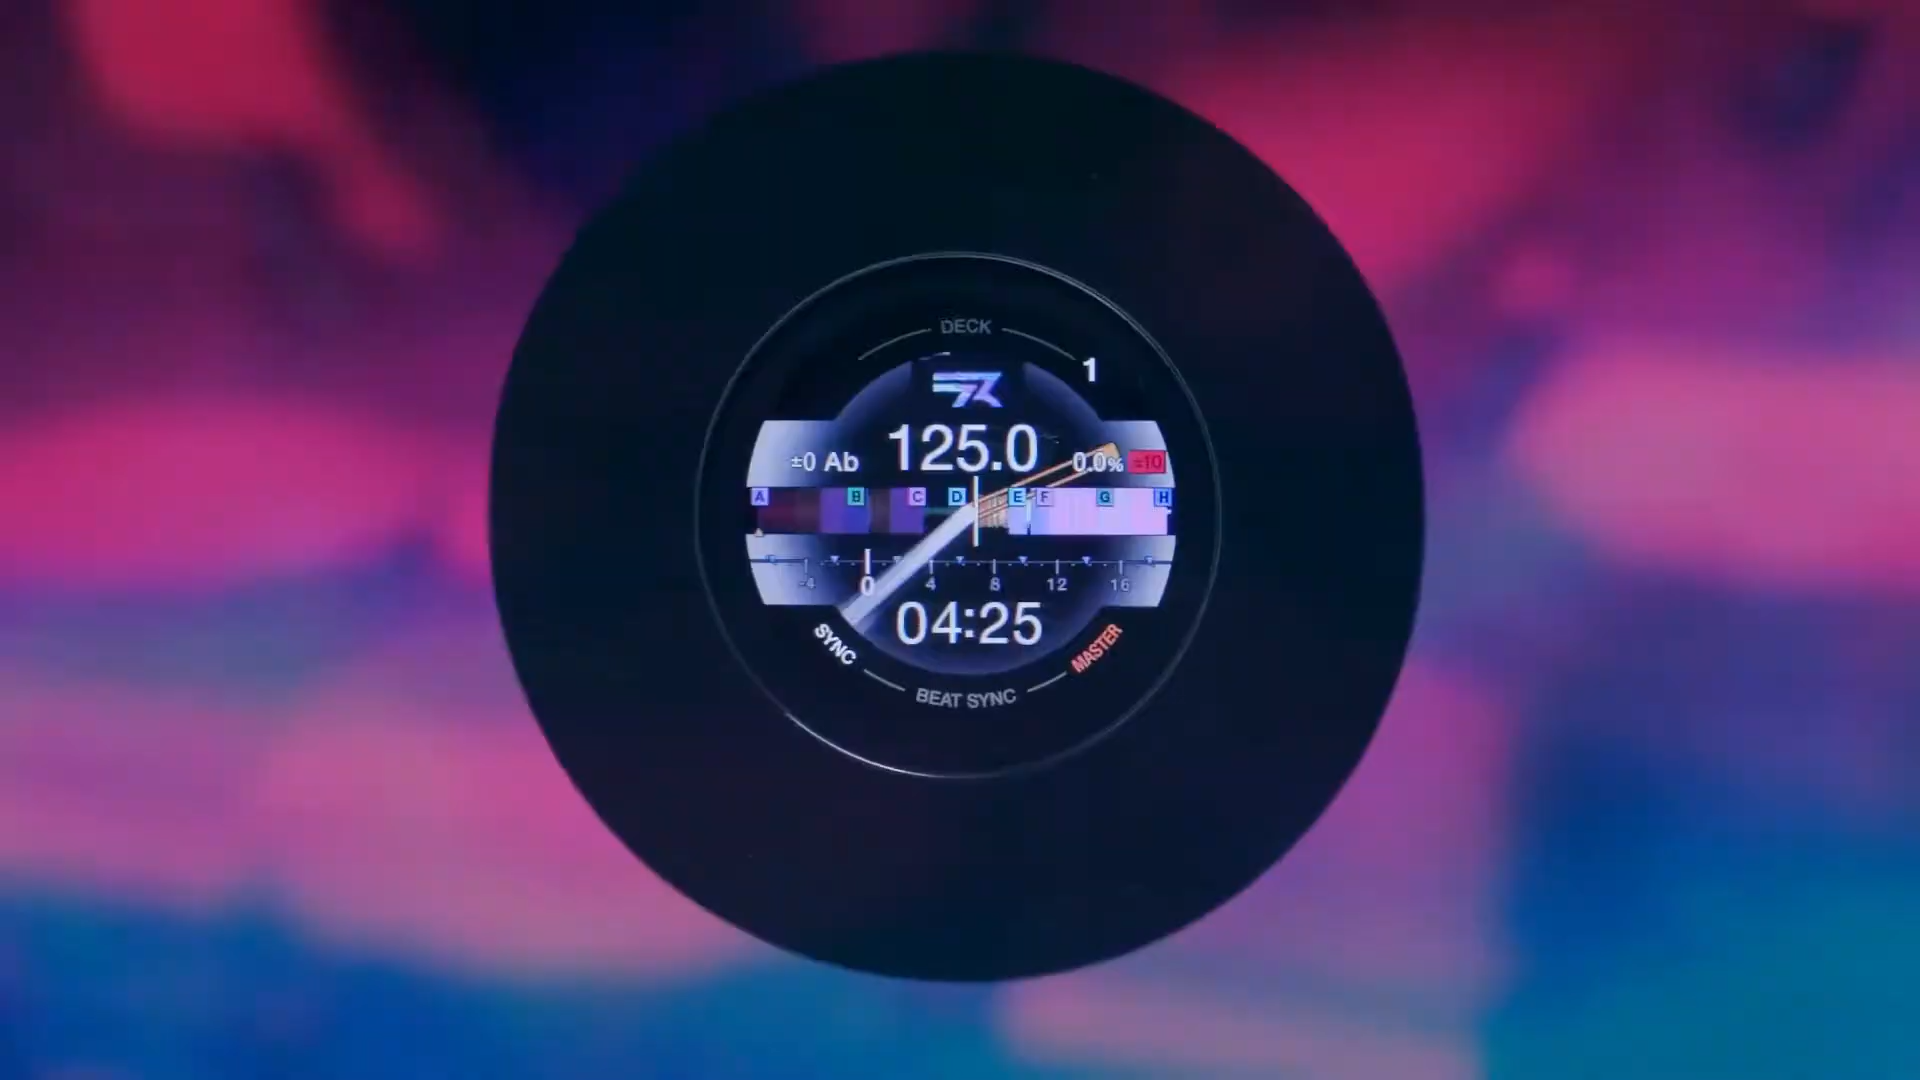 DECK
1
125.0
±0 Ab
0.0% ±10
A B C D E F G H
-4 0 4 8 12 16
04:25
SYNC
MASTER
BEAT SYNC